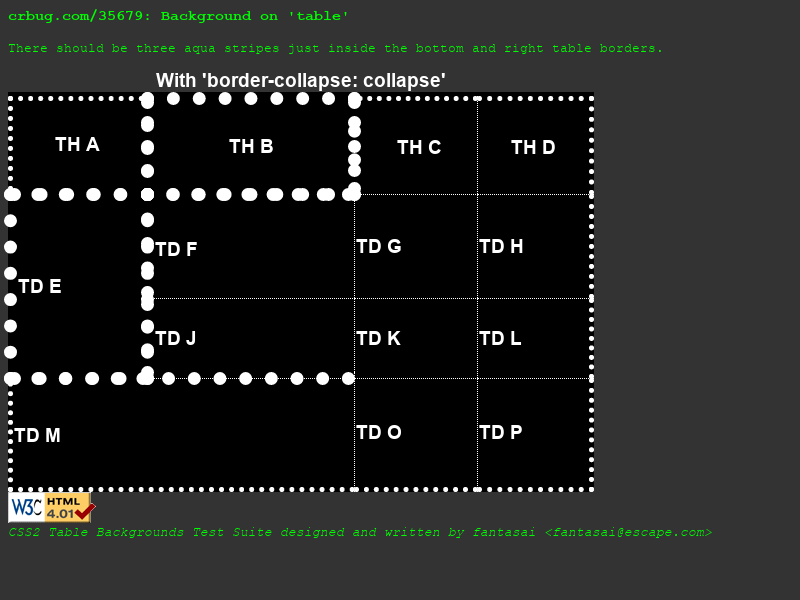 crbug.com/35679: Background on 'table'
There should be three aqua stripes just inside the bottom and right table borders.
With 'border-collapse: collapse'
TH A TH B TH C TH D
TD E TD F TD G TD H
TD J TD K TD L
TD M TD O TD P
W3C HTML 4.01
CSS2 Table Backgrounds Test Suite designed and written by fantasai <fantasai@escape.com>